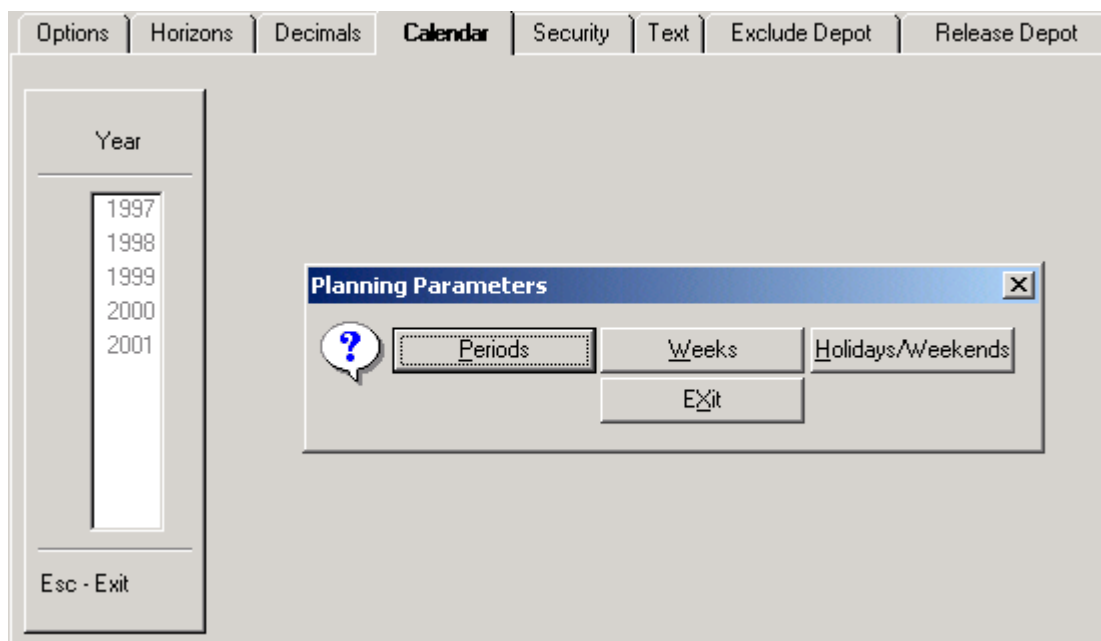 Options Horizons Decimals Calendar Security Text Exclude Depot Release Depot
Year
1997
1998
1999
2000
2001
Esc - Exit
Planning Parameters
?
Periods Weeks Holidays/Weekends
EXit